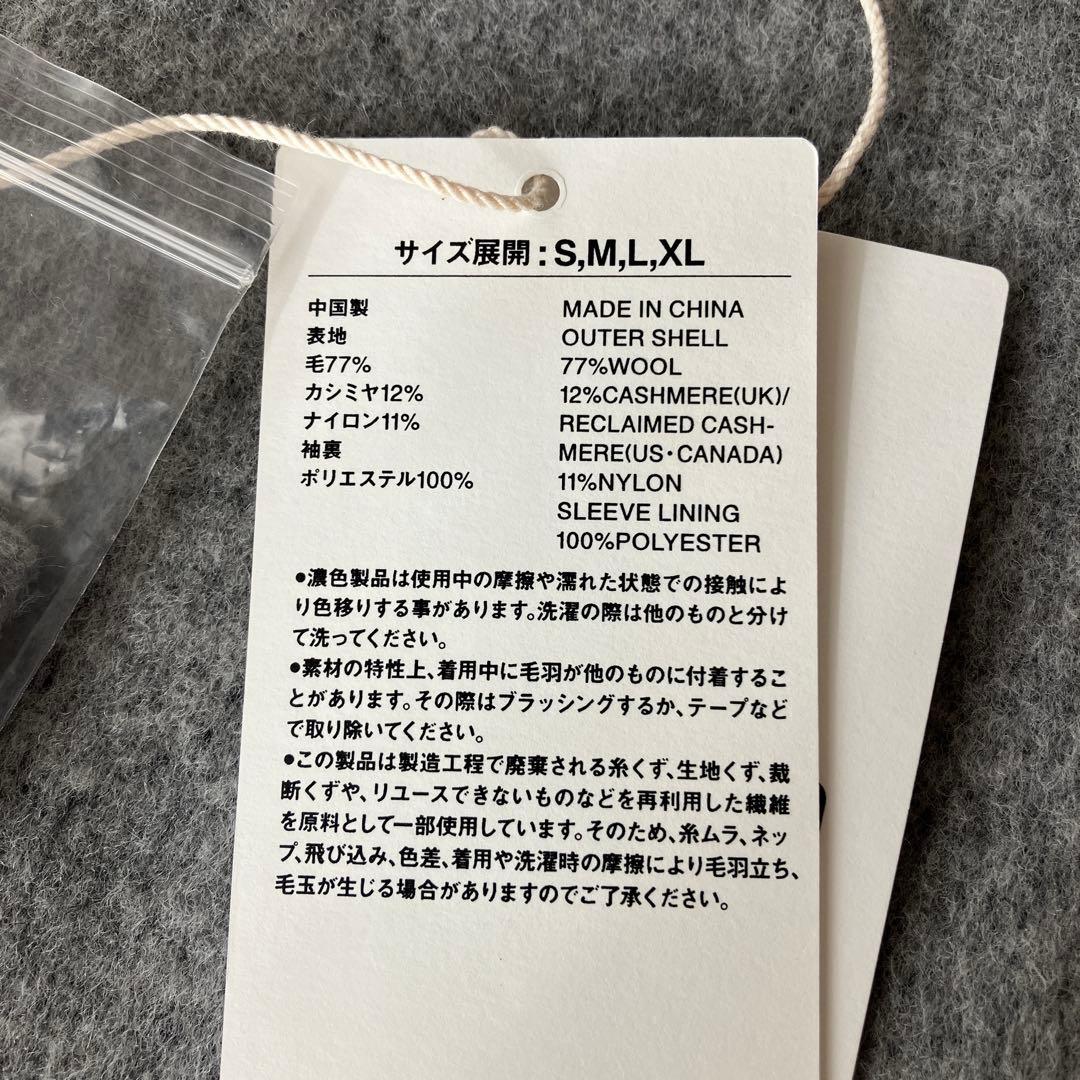 サイズ展開:S,M,L,XL
中国製
表地
毛77%
カシミヤ12%
ナイロン11%
袖裏
ポリエステル100%
MADE IN CHINA
OUTER SHELL
77%WOOL
12%CASHMERE(UK)/
RECLAIMED CASH-
MERE(US・CANADA)
11%NYLON
SLEEVE LINING
100%POLYESTER
●濃色製品は使用中の摩擦や濡れた状態での接触によ
り色移りする事があります。洗濯の際は他のものと分け
て洗ってください。
●素材の特性上、着用中に毛羽が他のものに付着するこ
とがあります。その際はブラッシングするか、テープなど
で取り除いてください。
●この製品は製造工程で廃棄される糸くず、生地くず、裁
断くずや、リユースできないものなどを再利用した繊維
を原料として一部使用しています。そのため、糸ムラ、ネッ
プ、飛び込み、色差、着用や洗濯時の摩擦により毛羽立ち、
毛玉が生じる場合がありますのでご了承ください。